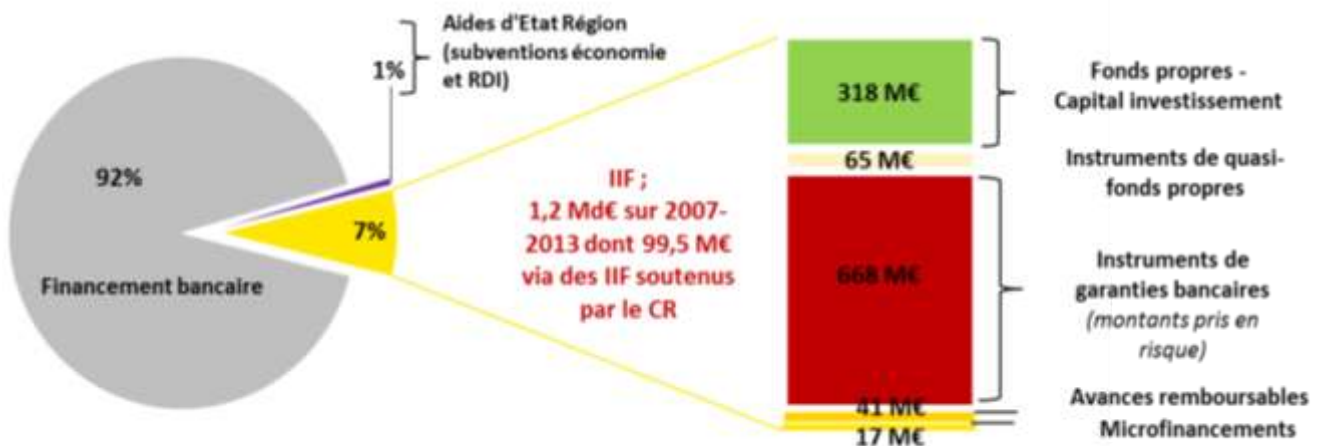 Aides d'Etat Région
(subventions économie
et RDI)
1%
92%
7%
Financement bancaire
IIF ;
1,2 Md€ sur 2007-
2013 dont 99,5 M€
via des IIF soutenus
par le CR
318 M€
65 M€
668 M€
41 M€
17 M€
Fonds propres -
Capital investissement
Instruments de quasi-
fonds propres
Instruments de
garanties bancaires
(montants pris en
risque)
Avances remboursables
Microfinancements